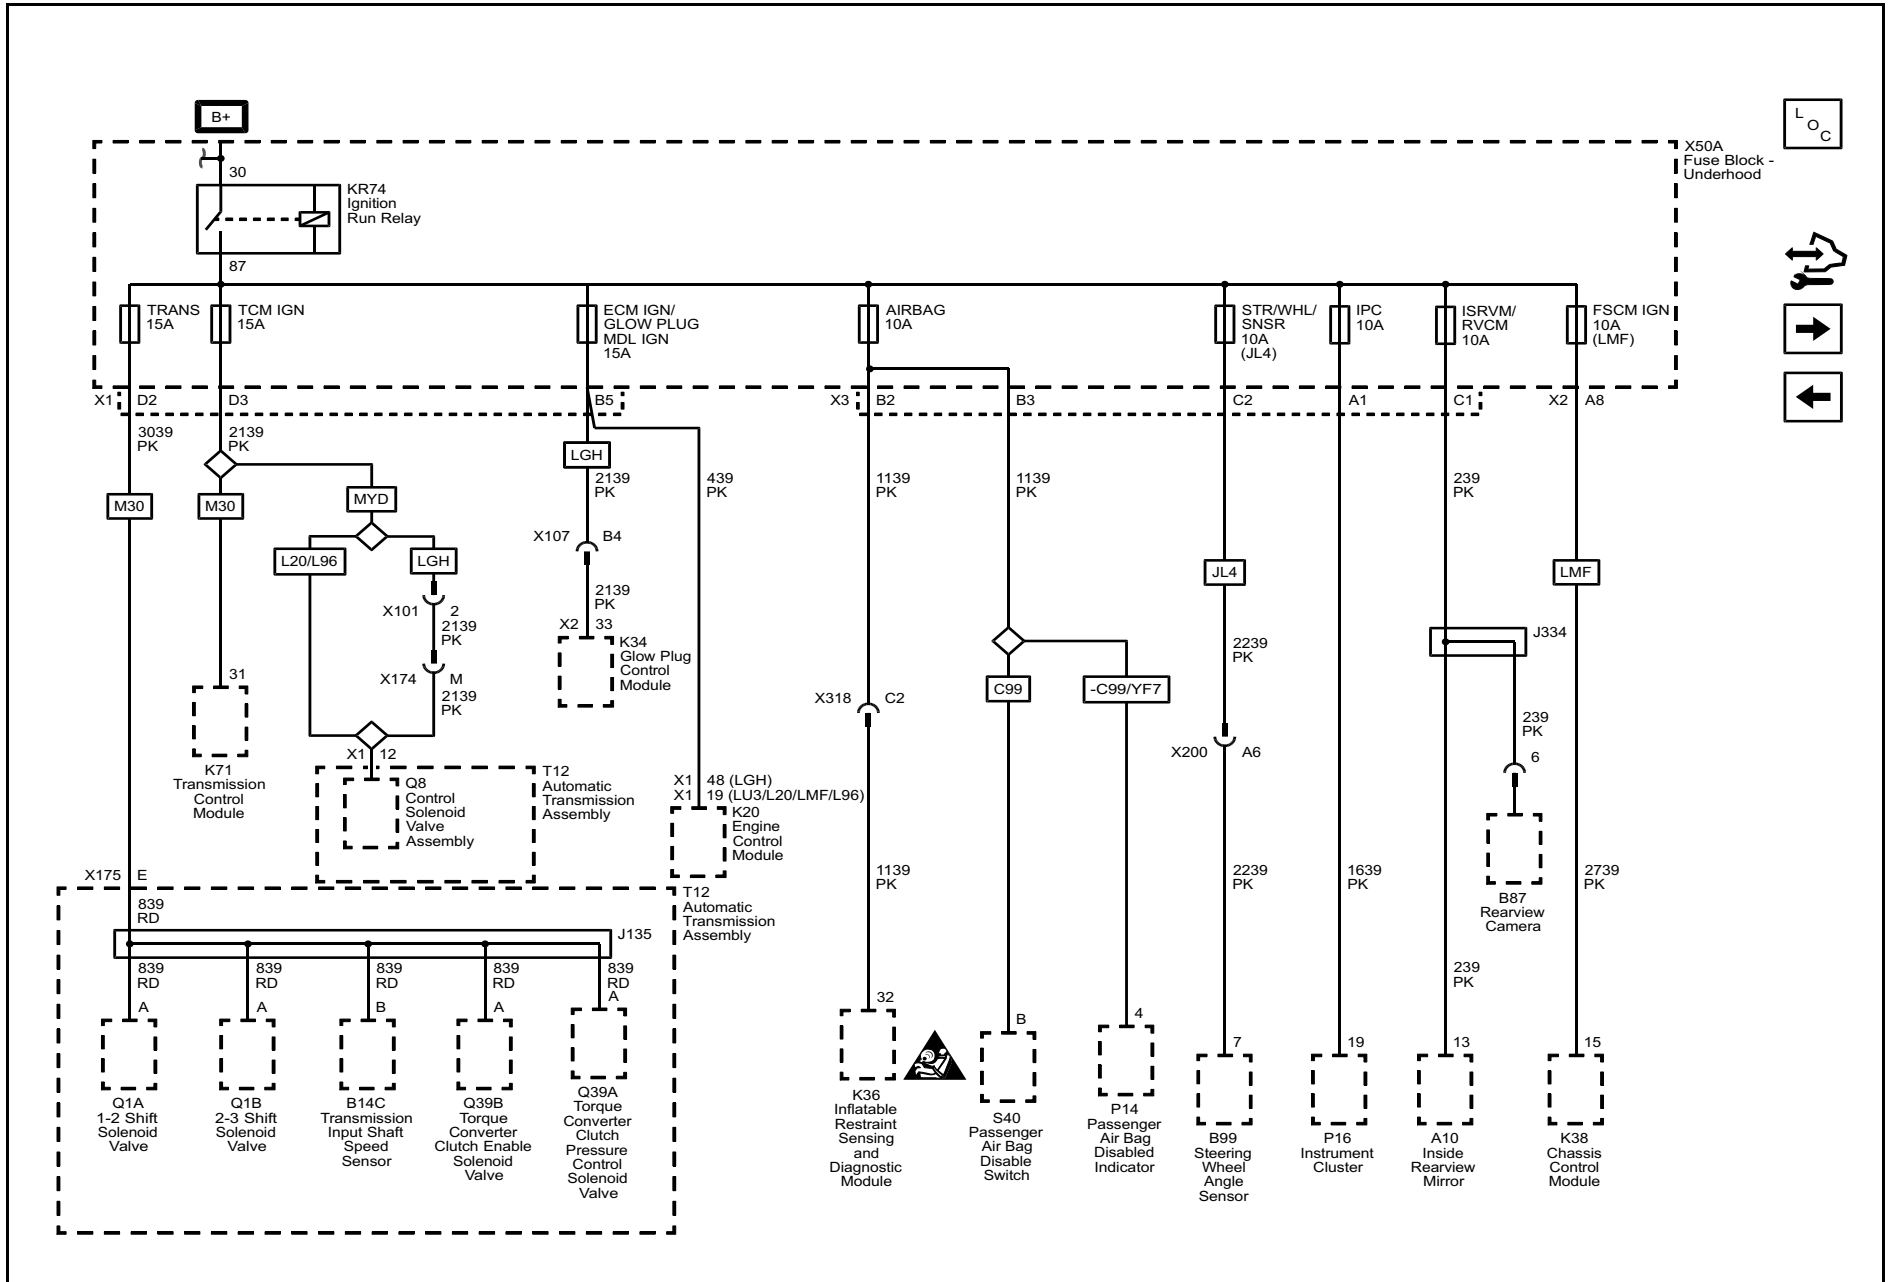 B+
L
O
C
X50A
Fuse Block -
Underhood
30
KR74
Ignition
Run Relay
87
TRANS
15A
TCM IGN
15A
ECM IGN/
GLOW PLUG
MDL IGN
15A
AIRBAG
10A
STR/WHL/
SNSR
10A
(JL4)
IPC
10A
ISRVM/
RVCM
10A
FSCM IGN
10A
(LMF)
X1 D2
D3
B5
X3 B2
B3
C2
A1
C1
X2 A8
3039
PK
2139
PK
LGH
2139
PK
439
PK
1139
PK
1139
PK
239
PK
M30
M30
MYD
X107 B4
L20/L96
LGH
JL4
LMF
X101 2
2139
PK
2139
PK
X2 33
K34
Glow Plug
Control
Module
2239
PK
J334
X174 M
2139
PK
31
C99
-C99/YF7
X318 C2
239
PK
X200 A6
6
X1 12
K71
Transmission
Control
Module
Q8
Control
Solenoid
Valve
Assembly
T12
Automatic
Transmission
Assembly
X1 48 (LGH)
X1 19 (LU3/L20/LMF/L96)
K20
Engine
Control
Module
1139
PK
2239
PK
1639
PK
2739
PK
B87
Rearview
Camera
X175 E
839
RD
T12
Automatic
Transmission
Assembly
J135
839
RD
839
RD
839
RD
839
RD
839
RD
239
PK
A
A
B
A
A
32
B
4
7
19
13
15
Q1A
1-2 Shift
Solenoid
Valve
Q1B
2-3 Shift
Solenoid
Valve
B14C
Transmission
Input Shaft
Speed
Sensor
Q39B
Torque
Converter
Clutch Enable
Solenoid
Valve
Q39A
Torque
Converter
Clutch
Pressure
Control
Solenoid
Valve
K36
Inflatable
Restraint
Sensing
and
Diagnostic
Module
S40
Passenger
Air Bag
Disable
Switch
P14
Passenger
Air Bag
Disabled
Indicator
B99
Steering
Wheel
Angle
Sensor
P16
Instrument
Cluster
A10
Inside
Rearview
Mirror
K38
Chassis
Control
Module